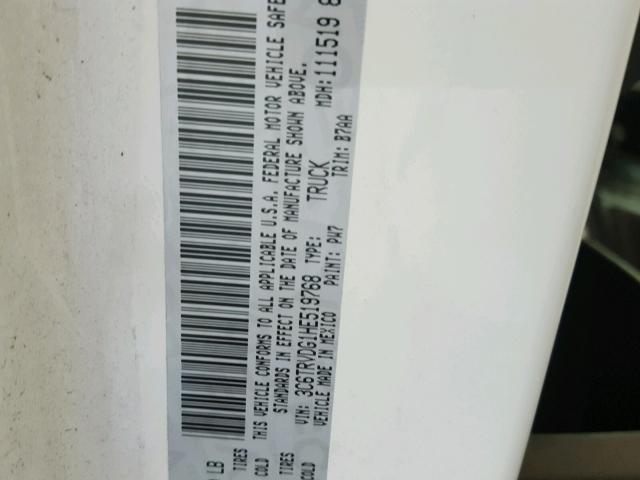 LB
TIRES
COLD THIS VEHICLE CONFORMS TO ALL APPLICABLE U.S.A. FEDERAL MOTOR VEHICLE SAFE
TIRES STANDARDS IN EFFECT ON THE DATE OF MANUFACTURE SHOWN ABOVE.
COLD VIN: 3C6TRVDG1HE519768 TYPE: TRUCK MDH: 111519 8
VEHICLE MADE IN MEXICO PAINT: PW7 TRIM: B7AA